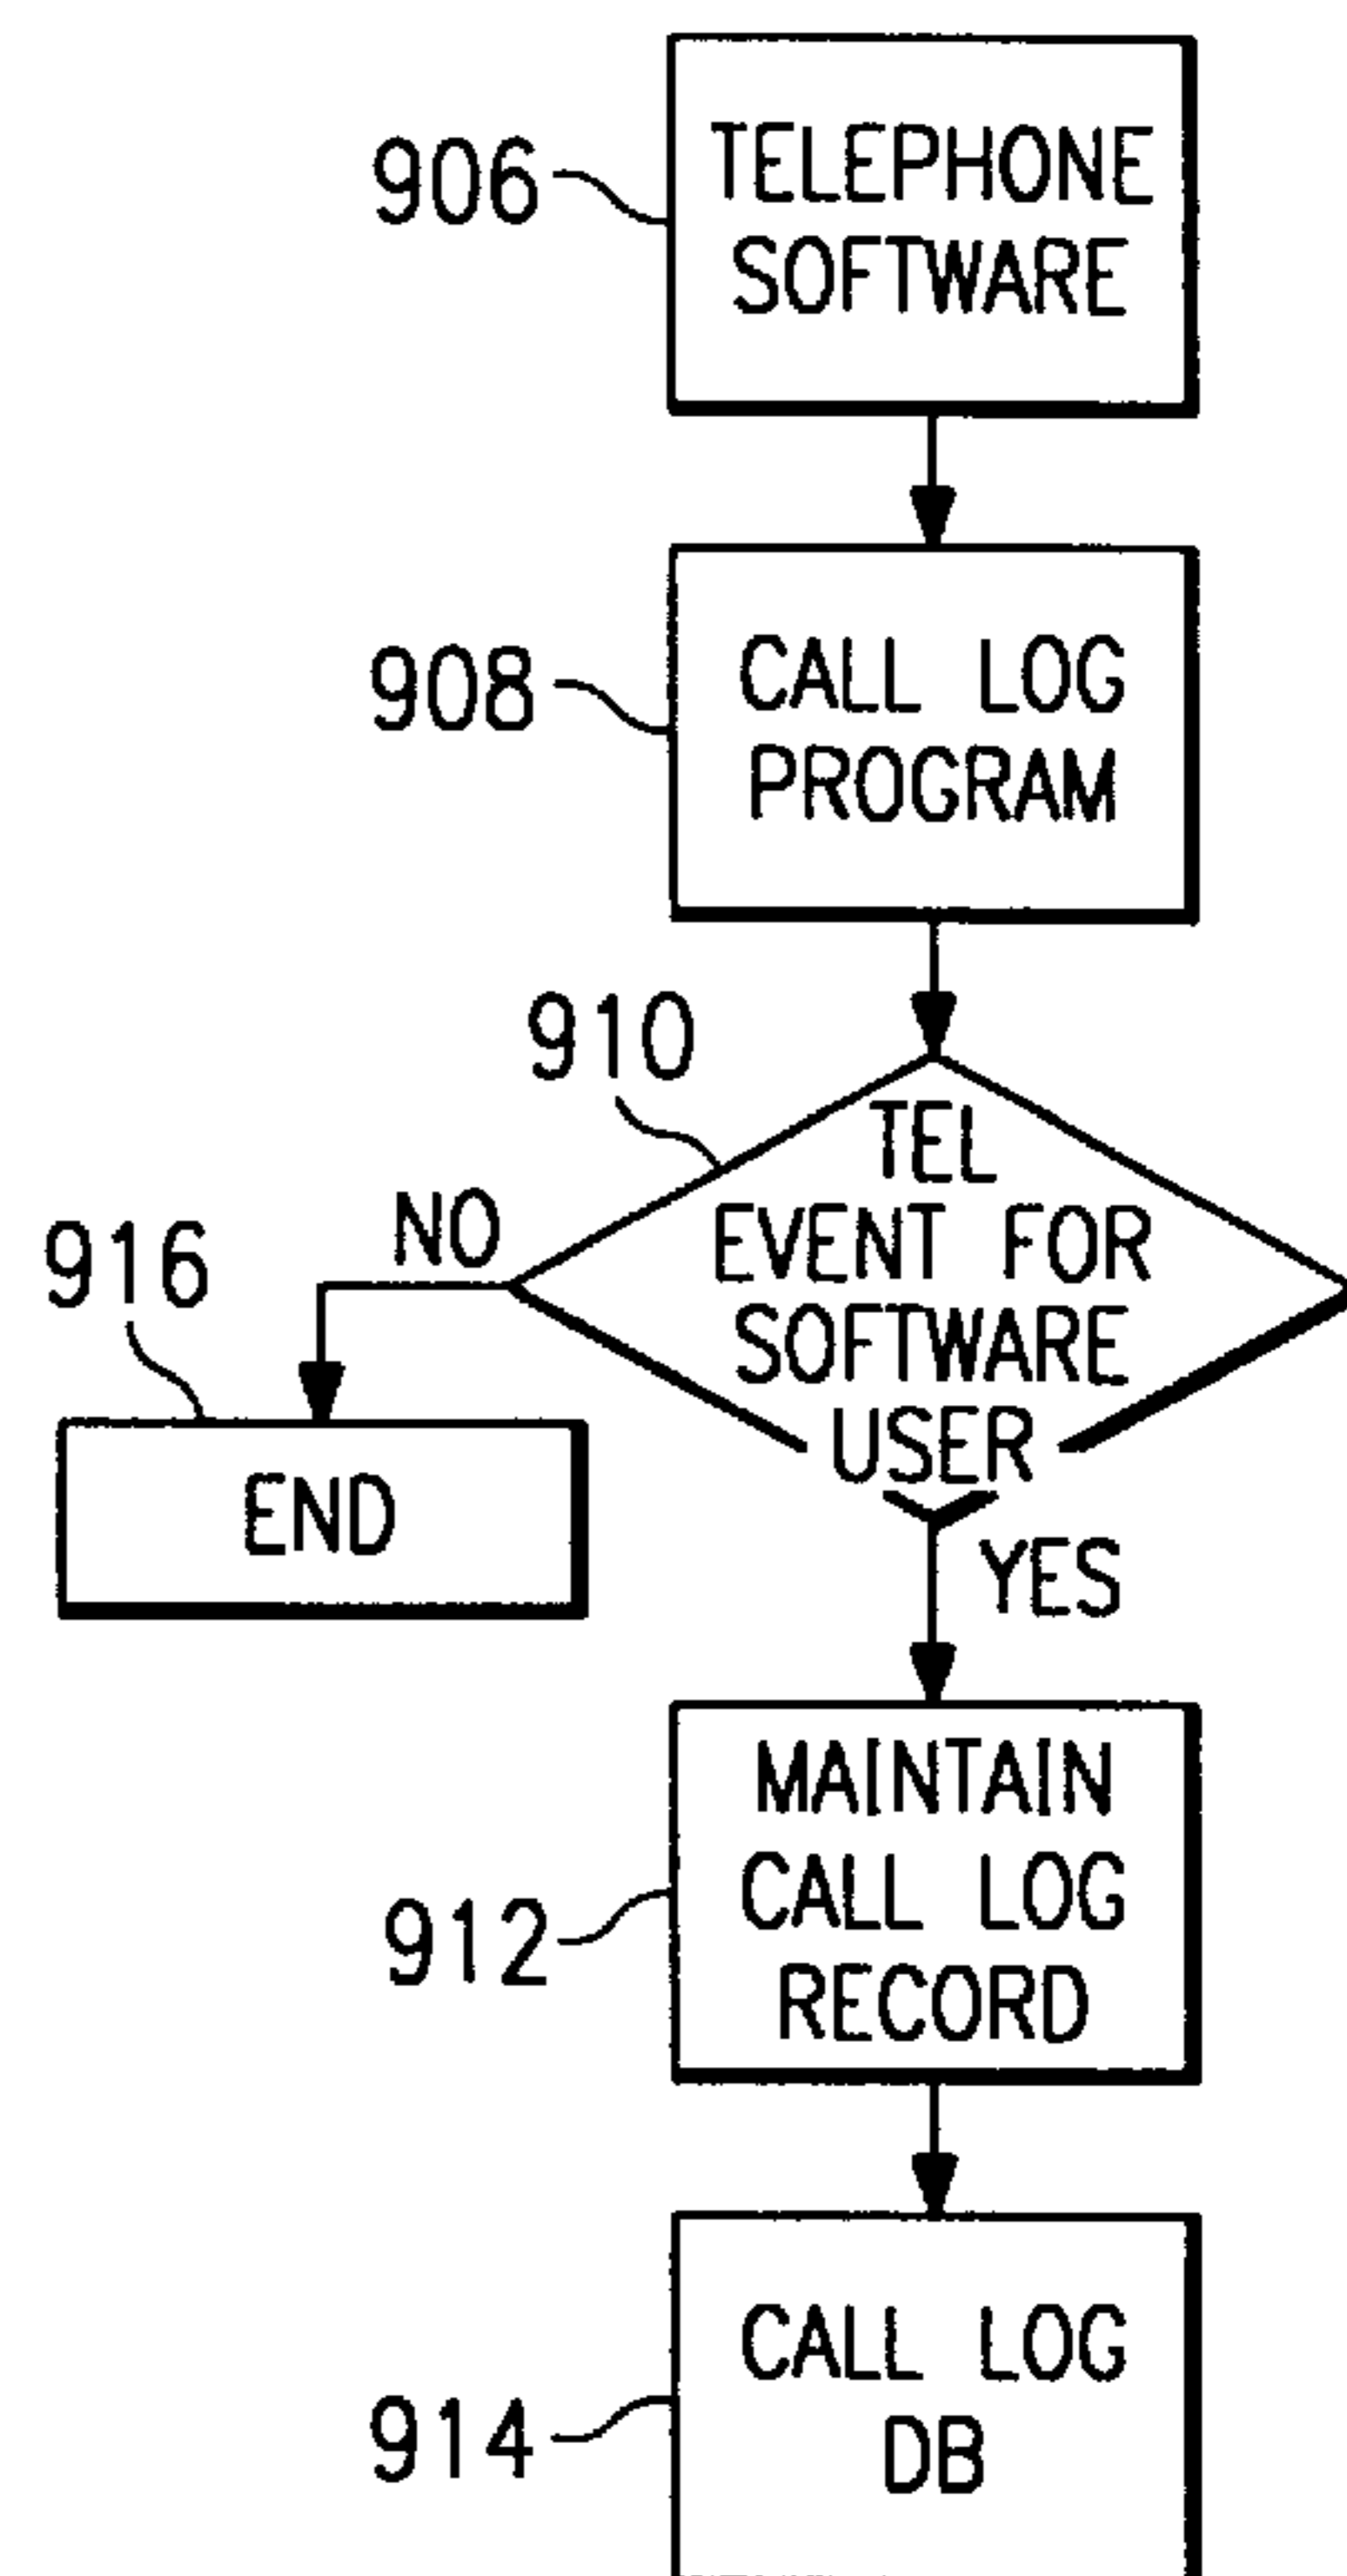 906
TELEPHONE
SOFTWARE
908
CALL LOG
PROGRAM
910
TEL
EVENT FOR
SOFTWARE
USER
NO
916
END
YES
912
MAINTAIN
CALL LOG
RECORD
914
CALL LOG
DB